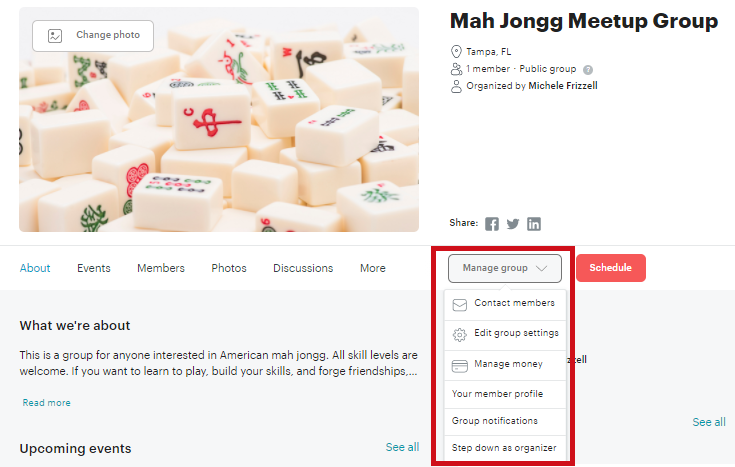 Change photo
Mah Jongg Meetup Group
Tampa, FL
1 member · Public group ?
Organized by Michele Frizzell
Share:
About Events Members Photos Discussions More
Manage group
Schedule
Contact members
Edit group settings
Manage money
Your member profile
Group notifications
Step down as organizer
What we're about
This is a group for anyone interested in American mah jongg. All skill levels are
welcome. If you want to learn to play, build your skills, and forge friendships,...
Read more
Upcoming events
See all
zzell
See all